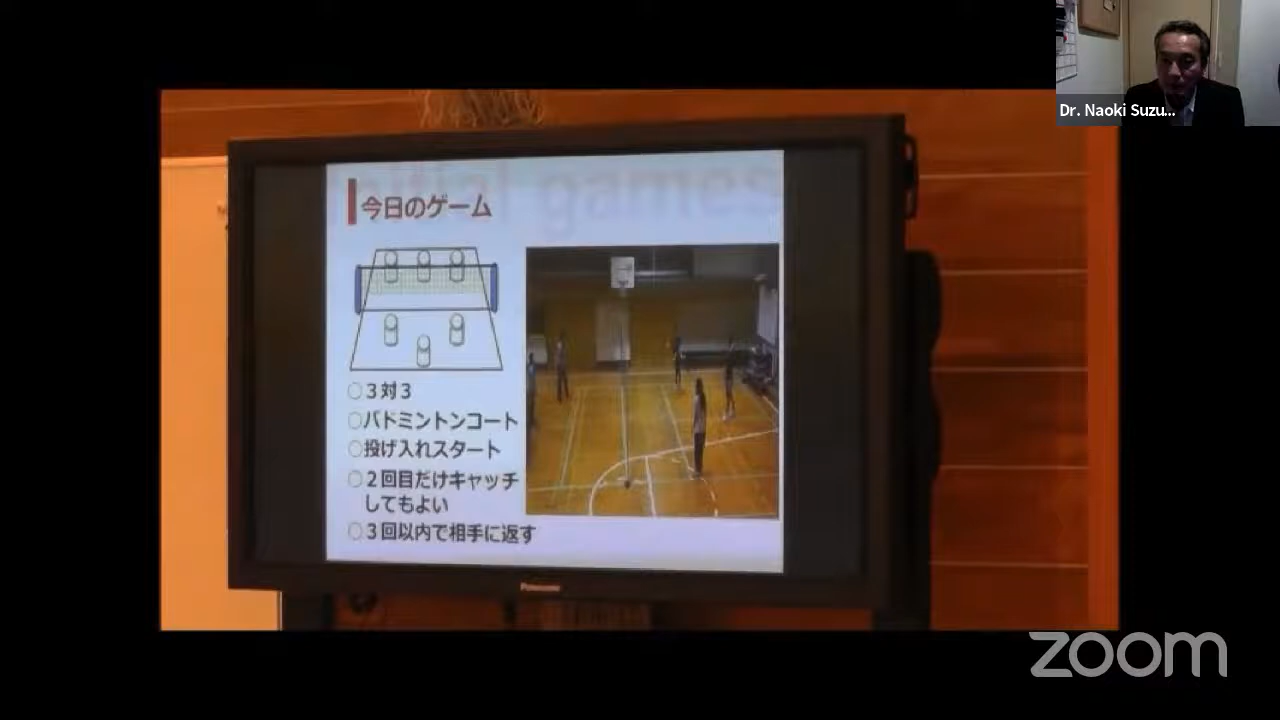 Dr. Naoki Suzu...
games
今日のゲーム
○3対3
○バドミントンコート
○投げ入れスタート
○2回目だけキャッチ
してもよい
○3回以内で相手に返す
Panasonic
zoom